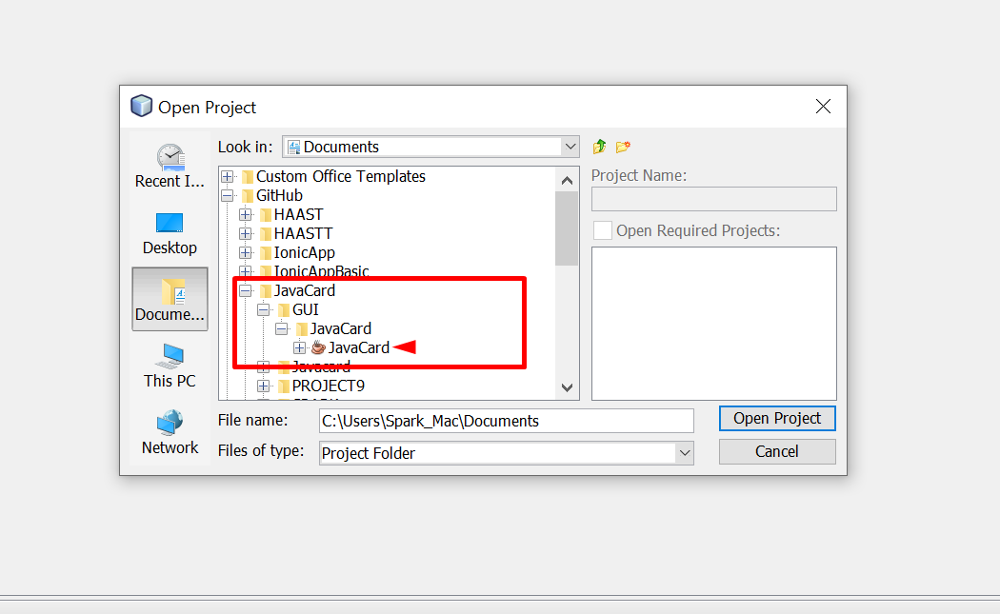 Open Project
Look in:
Documents
Recent I...
Desktop
Docume...
This PC
Network
Custom Office Templates
GitHub
HAAST
HAASTT
IonicApp
IonicAppBasic
JavaCard
GUI
JavaCard
JavaCard
Javacard
PROJECT9
Project Name:
Open Required Projects:
File name:
C:\Users\Spark_Mac\Documents
Open Project
Files of type:
Project Folder
Cancel